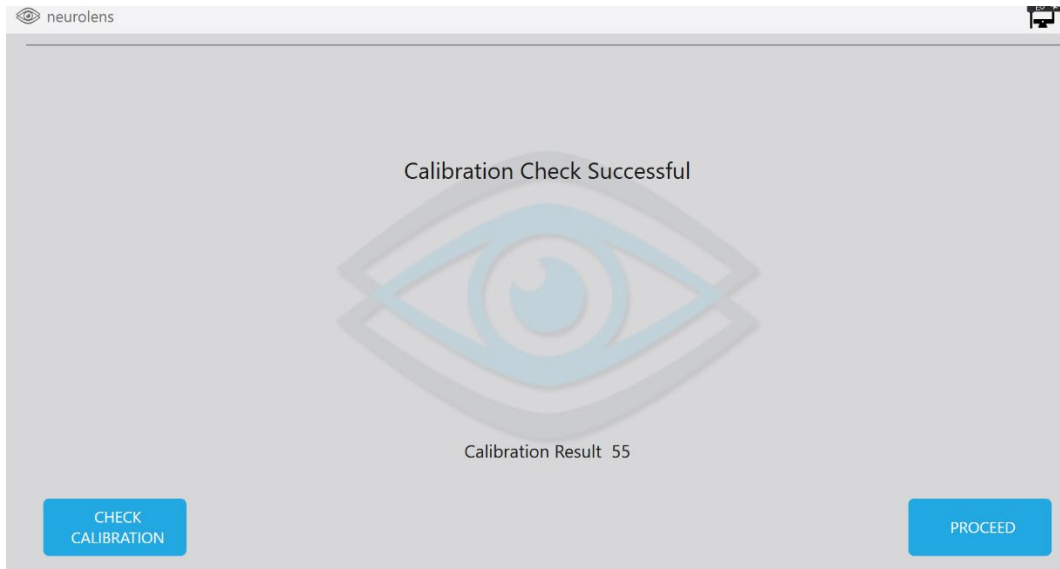 neurolens
Calibration Check Successful
Calibration Result 55
CHECK
CALIBRATION
PROCEED